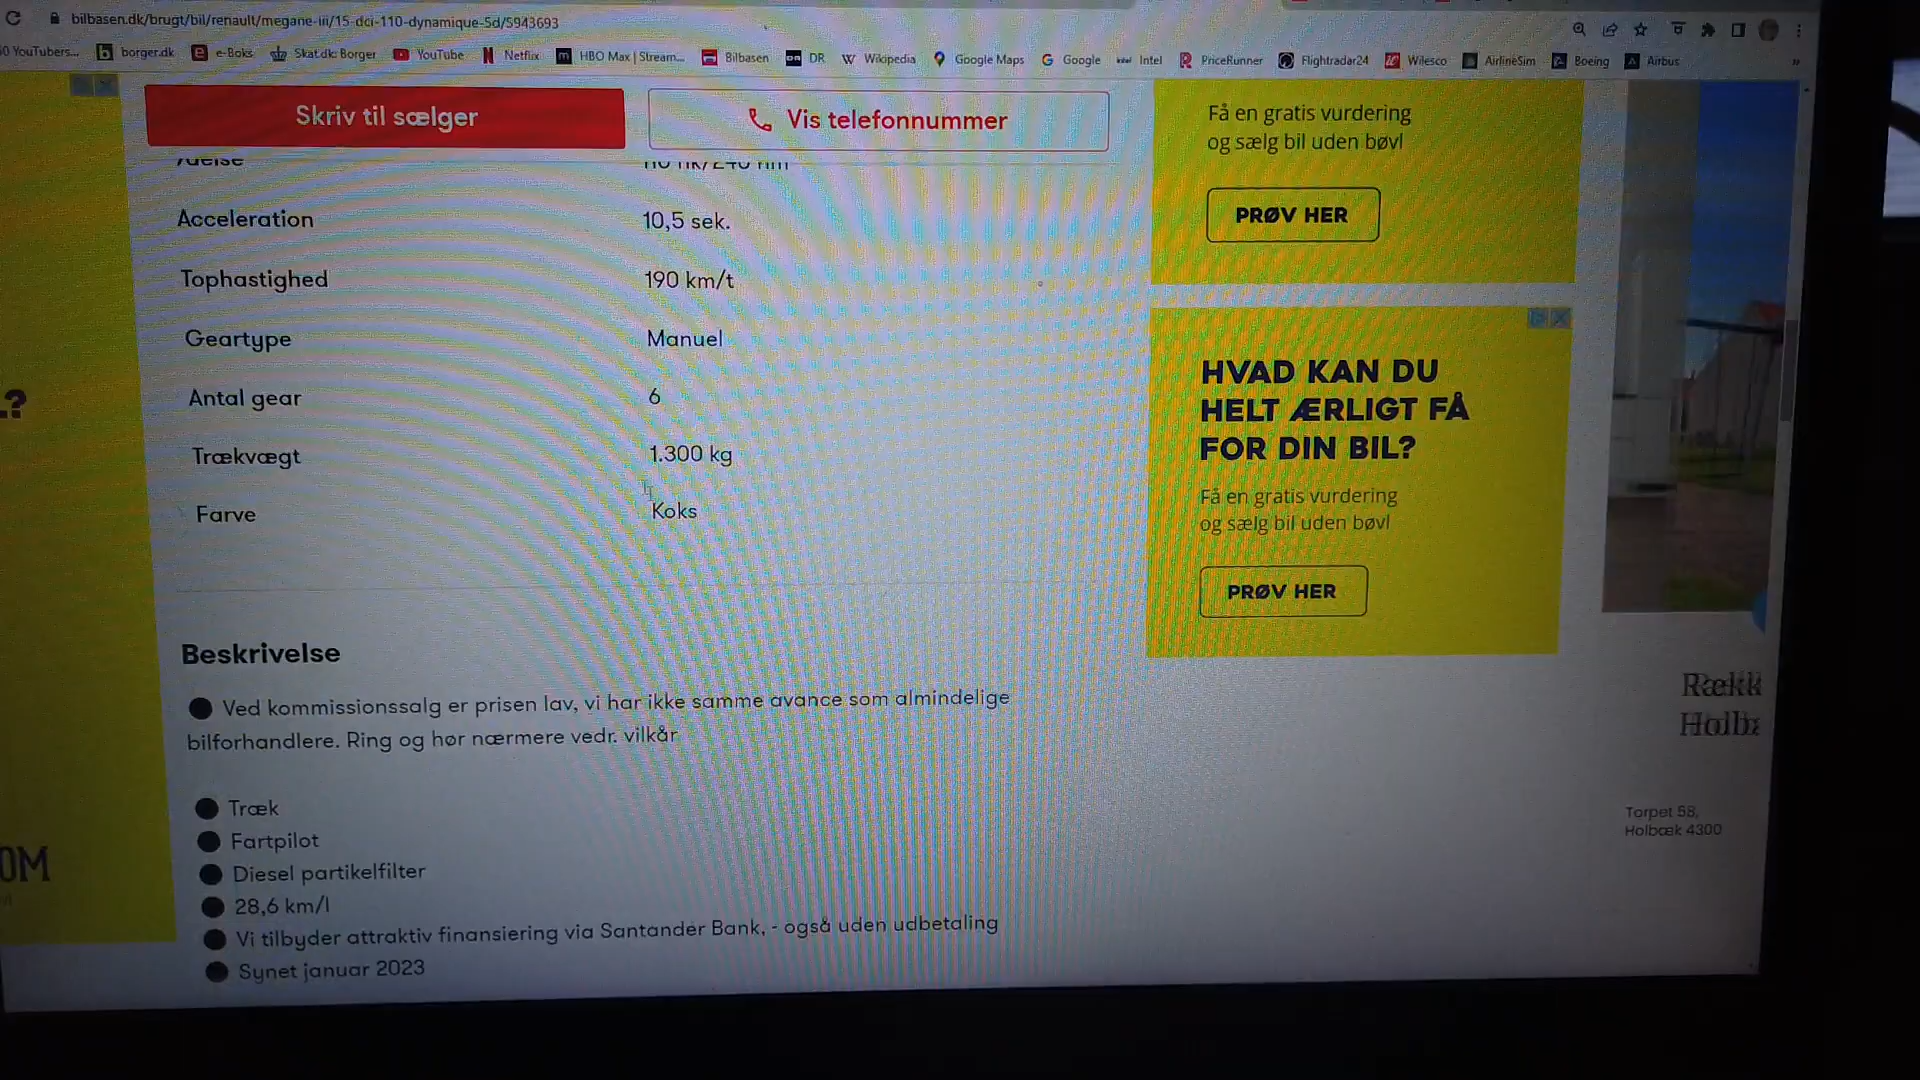 bilbasen.dk/brugt/bil/renault/megane-iii/15-dci-110-dynamique-5d/5943693
YouTubers...
borger.dk
e-Boks
Skat.dk: Borger
YouTube
Netflix
HBO Max | Stream...
Bilbasen
DR
Wikipedia
Google Maps
Google
Intel
PriceRunner
Flightradar24
Wilesco
AirlineSim
Boeing
Airbus
»
Skriv til sælger
Vis telefonnummer
Acceleration 10,5 sek.
Tophastighed 190 km/t
Geartype Manuel
Antal gear 6
Trækvægt 1.300 kg
Farve Koks
Beskrivelse
Ved kommissionssalg er prisen lav, vi har ikke samme avance som almindelige
bilforhandlere. Ring og hør nærmere vedr. vilkår
Træk
Fartpilot
Diesel partikelfilter
28,6 km/l
Vi tilbyder attraktiv finansiering via Santander Bank, - også uden udbetaling
Synet januar 2023
Få en gratis vurdering
og sælg bil uden bøvl
PRØV HER
HVAD KAN DU
HELT ÆRLIGT FÅ
FOR DIN BIL?
Få en gratis vurdering
og sælg bil uden bøvl
PRØV HER
Torpet 58,
Holbæk 4300